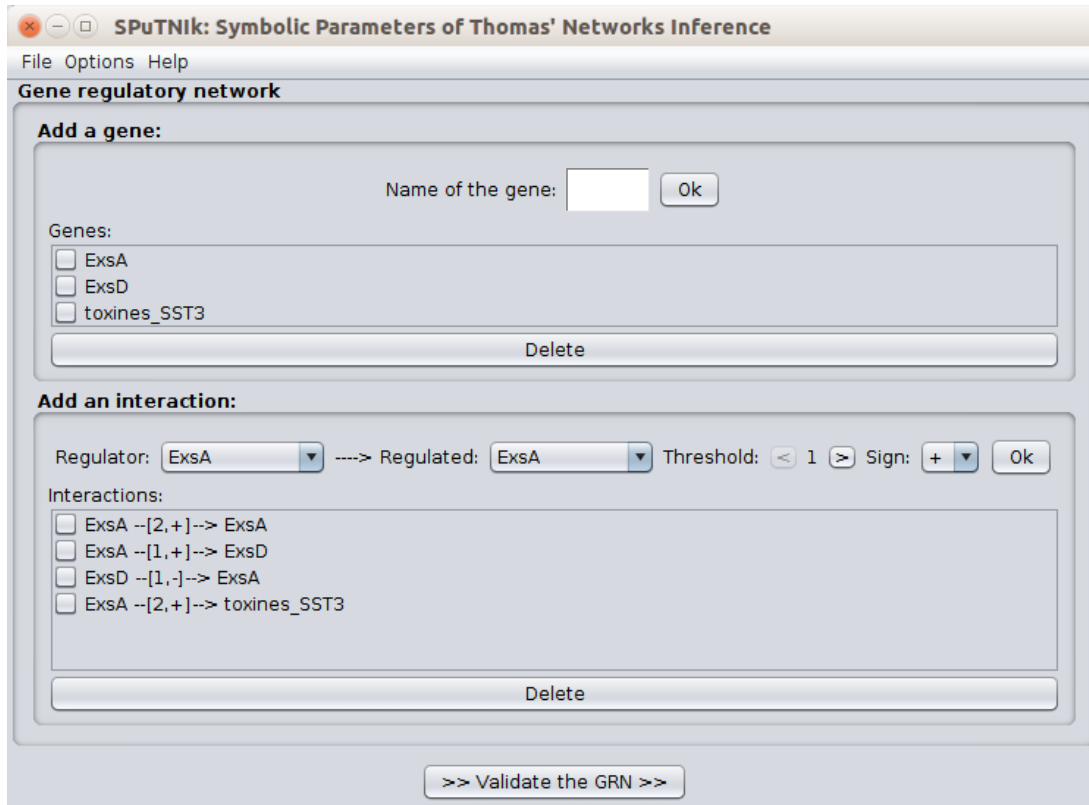 SPuTNIk: Symbolic Parameters of Thomas' Networks Inference
File Options Help
Gene regulatory network
Add a gene:
Name of the gene: Ok
Genes:
ExsA
ExsD
toxines_SST3
Delete
Add an interaction:
Regulator: ExsA ----> Regulated: ExsA Threshold: < 1 > Sign: + Ok
Interactions:
ExsA --[2,+]--> ExsA
ExsA --[1,+]--> ExsD
ExsD --[1,-]--> ExsA
ExsA --[2,+]--> toxines_SST3
Delete
>> Validate the GRN >>